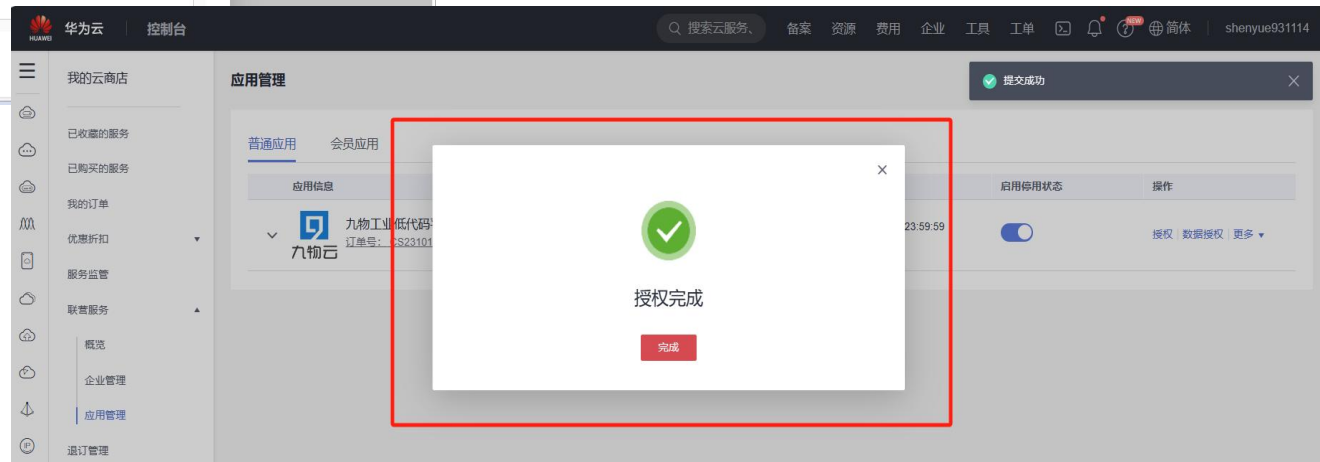 HUAWEI 华为云 控制台 搜索云服务、 备案 资源 费用 企业 工具 工单 NEW 简体 shenyue931114
我的云商店
应用管理
提交成功
已收藏的服务
普通应用 会员应用
已购买的服务
应用信息 启用停用状态 操作
我的订单
九物工业低代码
23:59:59
授权 数据授权 更多
订单号: CS23101
优惠折扣
九物云
服务监管
授权完成
联营服务
概览
完成
企业管理
应用管理
IP
退订管理